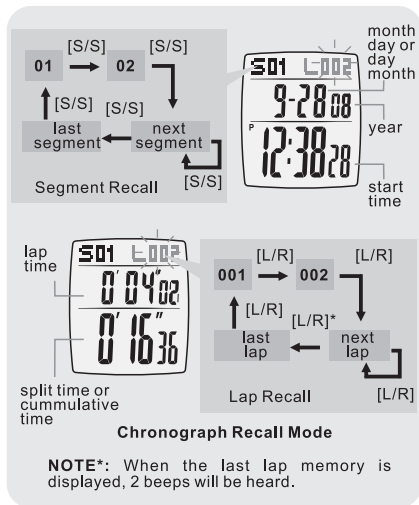 [S/S] [S/S]
01 02
[S/S] [S/S]
last segment
next segment
[S/S]
Segment Recall
S01 L002
9-28 08
P
12:38 28
month
day or
day
month
year
start
time
S01 L002
0' 04" 02
0' 16" 36
lap
time
split time or
cummulative
time
[L/R] [L/R]
001 002
[L/R] [L/R]*
last
lap
next
lap
[L/R]
Lap Recall
Chronograph Recall Mode
NOTE*: When the last lap memory is
displayed, 2 beeps will be heard.